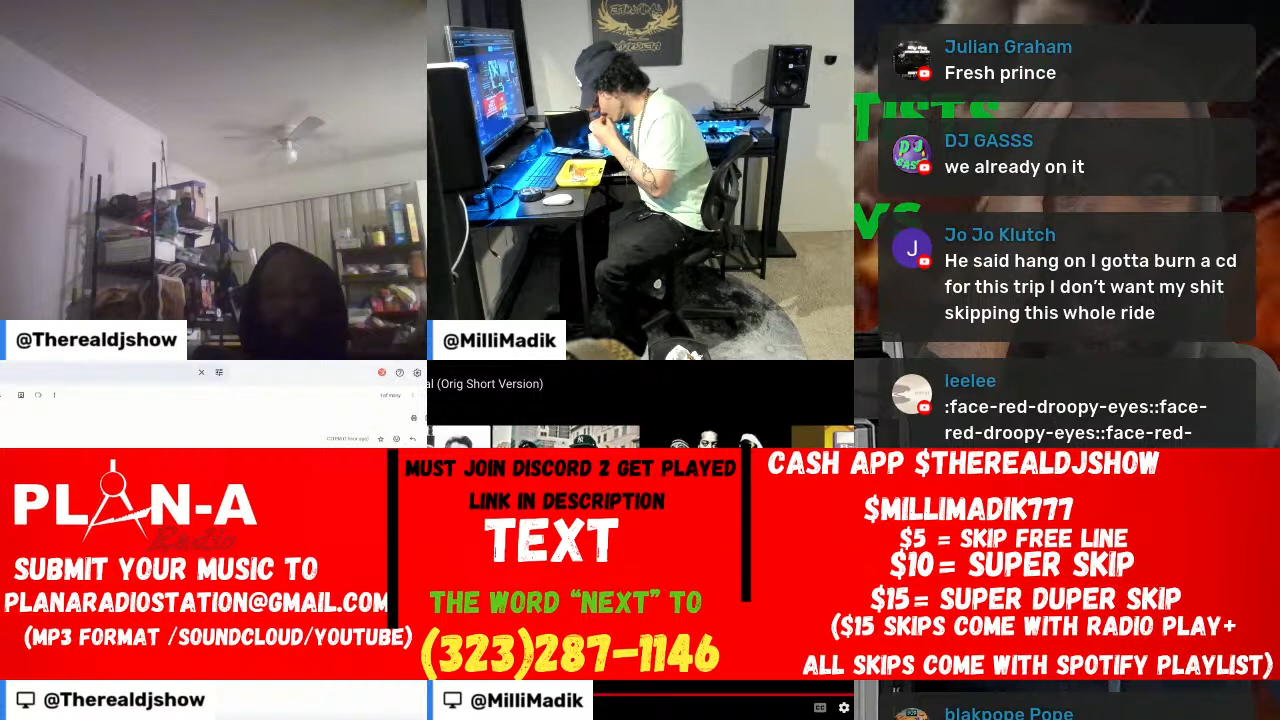 @Therealdjshow
@MilliMadik
Julian Graham
Fresh prince
DJ GASSS
we already on it
Jo Jo Klutch
He said hang on I gotta burn a cd
for this trip I don't want my shit
skipping this whole ride
leelee
:face-red-droopy-eyes::face-
red-droopy-eyes::face-red-
al (Orig Short Version)
PLAN-A
Radio
SUBMIT YOUR MUSIC TO
PLANARADIOSTATION@GMAIL.COM
(MP3 FORMAT /SOUNDCLOUD/YOUTUBE)
MUST JOIN DISCORD 2 GET PLAYED
LINK IN DESCRIPTION
TEXT
THE WORD “NEXT” TO
(323)287-1146
CASH APP $THEREALDJSHOW
$MILLIMADIK777
$5 = SKIP FREE LINE
$10 = SUPER SKIP
$15= SUPER DUPER SKIP
($15 SKIPS COME WITH RADIO PLAY+
ALL SKIPS COME WITH SPOTIFY PLAYLIST)
@Therealdjshow
@MilliMadik
blakpope Pope